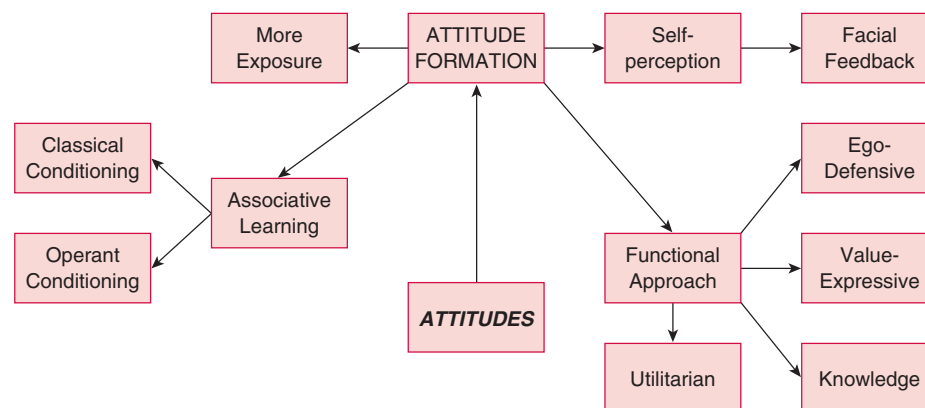 More
Exposure
ATTITUDE
FORMATION
Self-
perception
Facial
Feedback
Classical
Conditioning
Associative
Learning
Operant
Conditioning
ATTITUDES
Functional
Approach
Ego-
Defensive
Value-
Expressive
Utilitarian
Knowledge